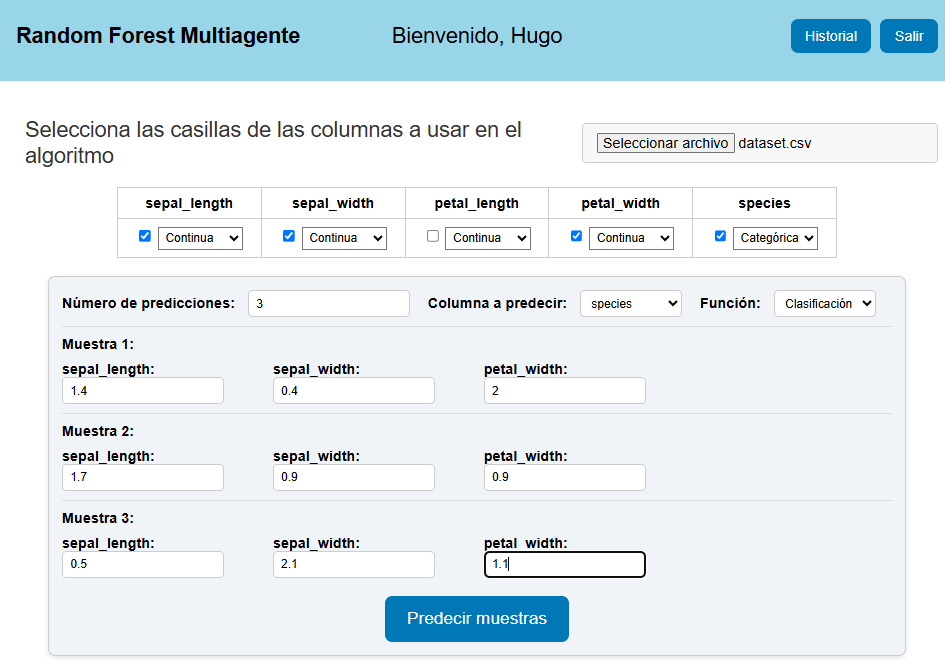 Random Forest Multiagente Bienvenido, Hugo Historial Salir
Selecciona las casillas de las columnas a usar en el
algoritmo
Seleccionar archivo dataset.csv
sepal_length sepal_width petal_length petal_width species
Continua Continua Continua Continua Categórica
Número de predicciones: 3 Columna a predecir: species Función: Clasificación
Muestra 1:
sepal_length: sepal_width: petal_width:
1.4 0.4 2
Muestra 2:
sepal_length: sepal_width: petal_width:
1.7 0.9 0.9
Muestra 3:
sepal_length: sepal_width: petal_width:
0.5 2.1 1.1
Predecir muestras